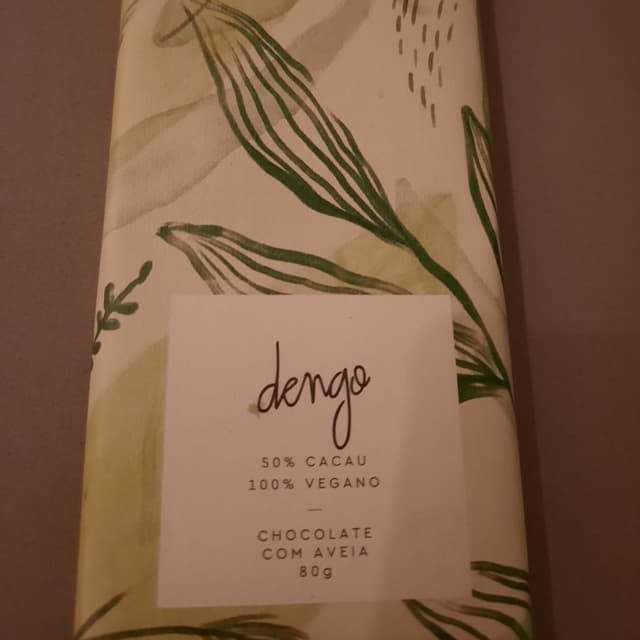 dengo
50% CACAU
100% VEGANO
—
CHOCOLATE
COM AVEIA
80g